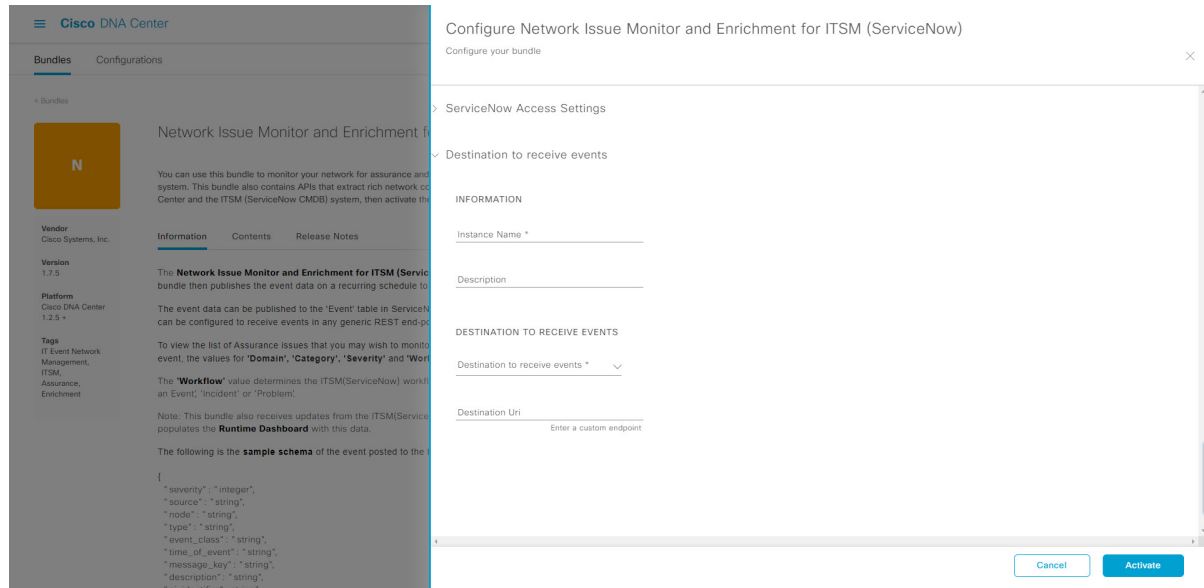 Cisco DNA Center
Bundles Configurations
< Bundles
N
Vendor
Cisco Systems, Inc.
Version
1.7.5
Platform
Cisco DNA Center
1.2.5 +
Tags
IT Event Network
Management,
ITSM,
Assurance,
Enrichment
Network Issue Monitor and Enrichment f
You can use this bundle to monitor your network for assurance and
system. This bundle also contains APIs that extract rich network co
Center and the ITSM (ServiceNow CMDB) system, then activate the
Information Contents Release Notes
The Network Issue Monitor and Enrichment for ITSM (Servic
bundle then publishes the event data on a recurring schedule to
The event data can be published to the 'Event' table in ServiceN
can be configured to receive events in any generic REST end-po
To view the list of Assurance issues that you may wish to monito
event, the values for 'Domain', 'Category', 'Severity' and 'Worl
The 'Workflow' value determines the ITSM(ServiceNow) workfl
an Event', 'Incident' or 'Problem'.
Note: This bundle also receives updates from the ITSM(Service
populates the Runtime Dashboard with this data.
The following is the sample schema of the event posted to the I
{
"severity" : "integer",
"source" : "string",
"node" : "string",
"type" : "string",
"event_class" : "string",
"time_of_event" : "string",
"message_key" : "string",
"description" : "string",
Configure Network Issue Monitor and Enrichment for ITSM (ServiceNow)
Configure your bundle
ServiceNow Access Settings
Destination to receive events
INFORMATION
Instance Name *
Description
DESTINATION TO RECEIVE EVENTS
Destination to receive events *
Destination Uri
Enter a custom endpoint
Cancel Activate